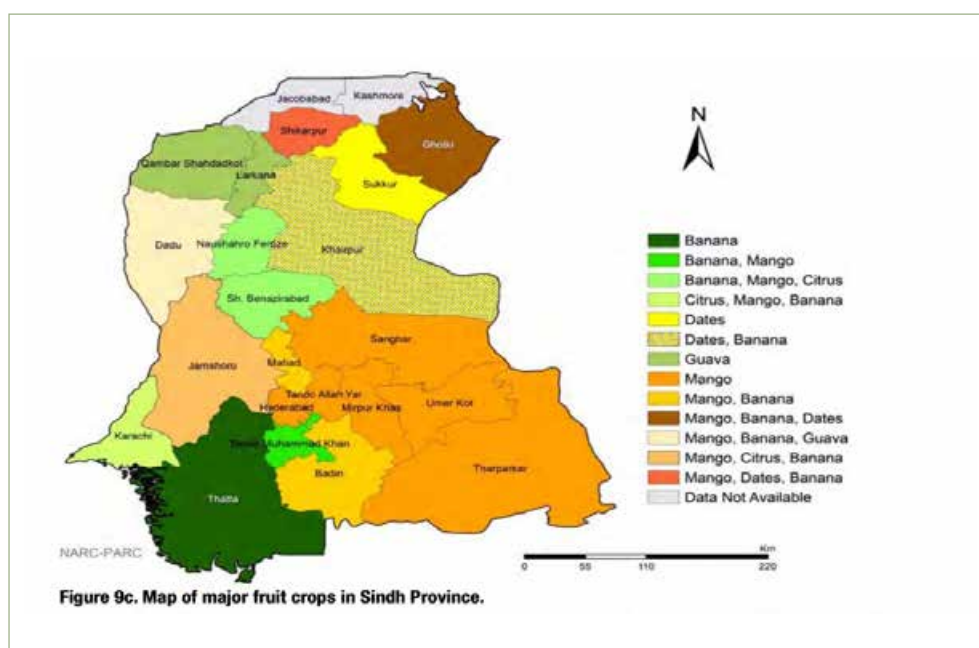 Jacobabad
Kashmore
Shikarpur
Ghotki
Qambar Shahdadkot
Larkana
Sukkur
Dadu
Naushahro Feroze
Khairpur
Sh. Benazirabad
Sanghar
Jamshoro
Matiari
Tando Allah Yar
Hyderabad
Mirpur Khas
Umer Kot
Karachi
Tando Muhammad Khan
Badin
Tharparkar
Thatta
N
Banana
Banana, Mango
Banana, Mango, Citrus
Citrus, Mango, Banana
Dates
Dates, Banana
Guava
Mango
Mango, Banana
Mango, Banana, Dates
Mango, Banana, Guava
Mango, Citrus, Banana
Mango, Dates, Banana
Data Not Available
NARC-PARC
Km
0 55 110 220
Figure 9c. Map of major fruit crops in Sindh Province.